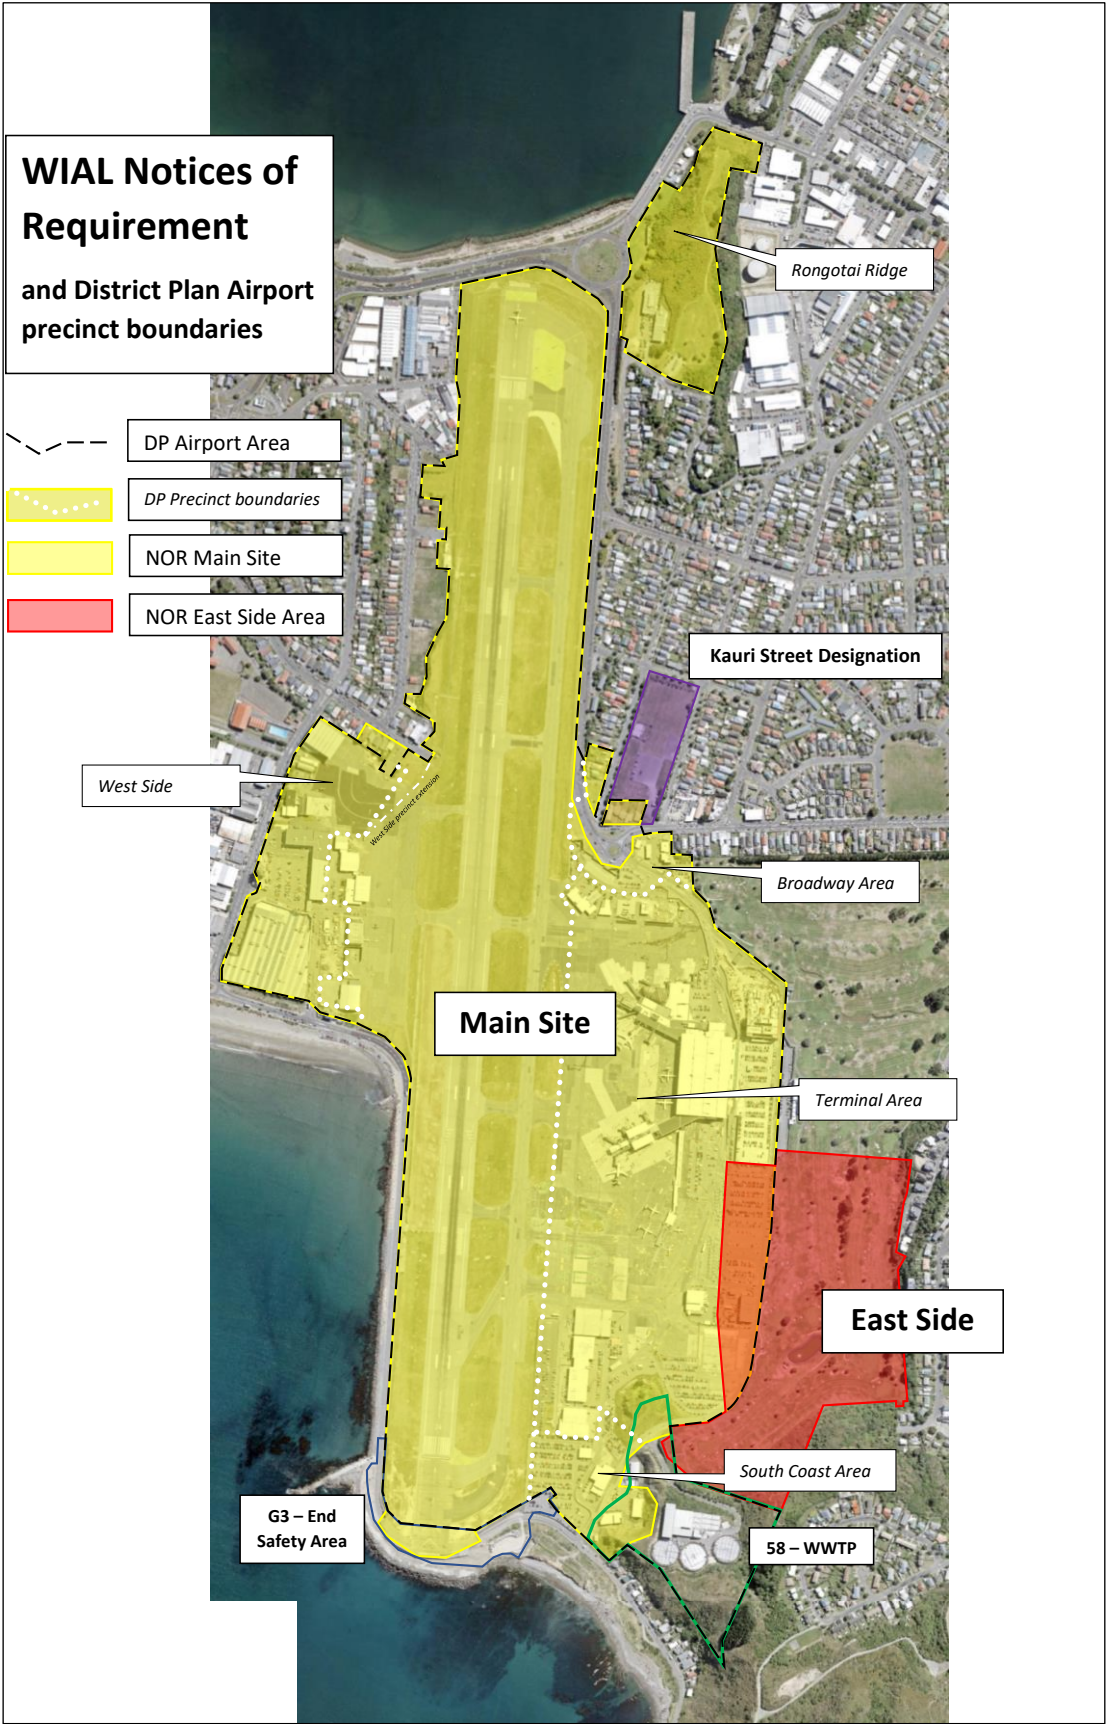 WIAL Notices of
Requirement
and District Plan Airport
precinct boundaries
DP Airport Area
DP Precinct boundaries
NOR Main Site
NOR East Side Area
Rongotai Ridge
Kauri Street Designation
West Side
West Side precinct extension
Broadway Area
Main Site
Terminal Area
East Side
South Coast Area
G3 – End
Safety Area
58 – WWTP